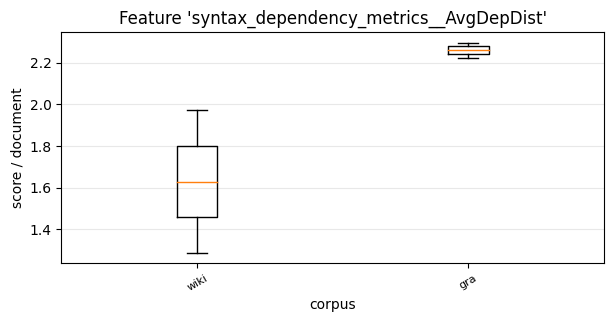 Feature 'syntax_dependency_metrics__AvgDepDist'
score / document
2.2
2.0
1.8
1.6
1.4
wiki
gra
corpus